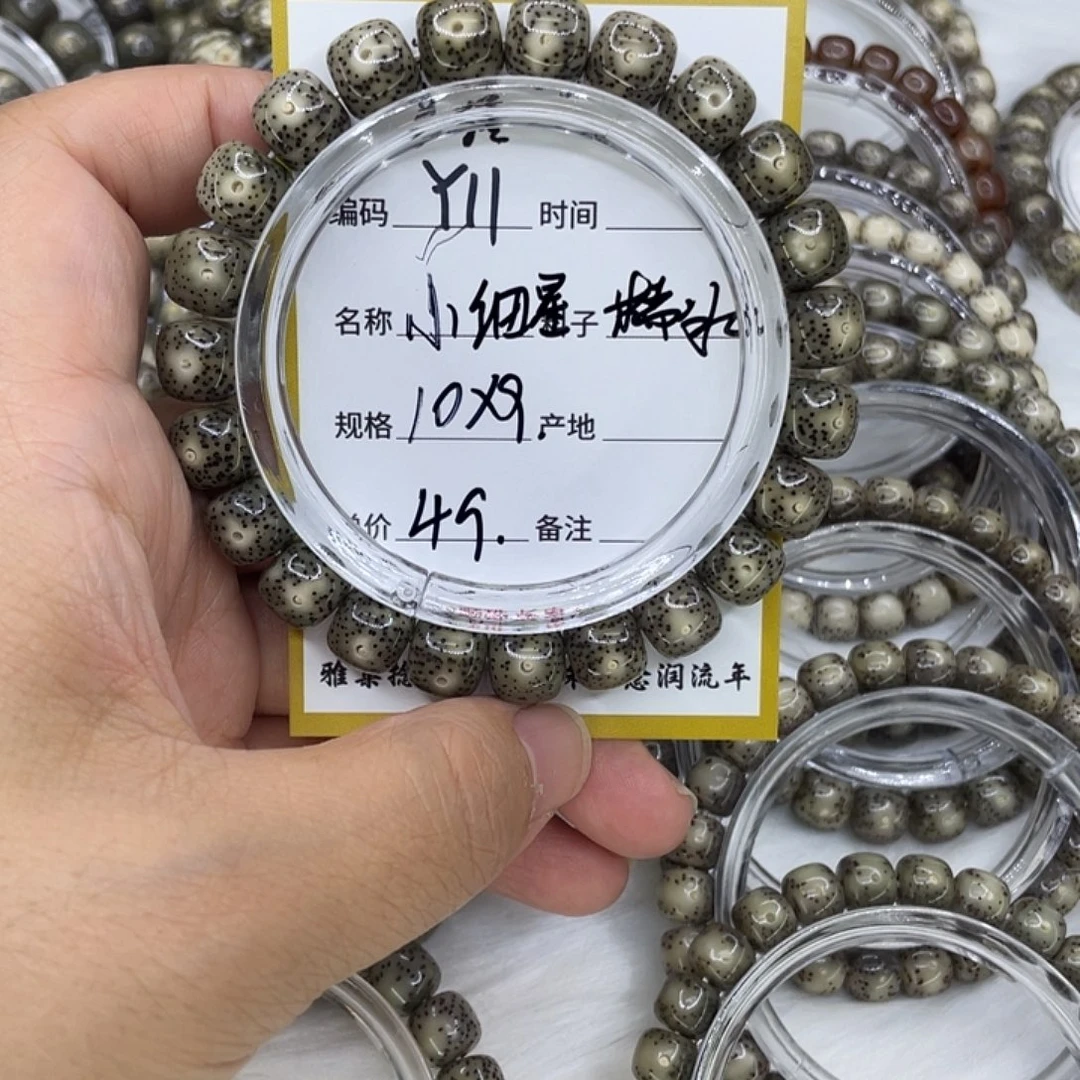 编码 Y11 时间
名称 小细星 子
规格 10X9. 产地
价 49. 备注
雅集 润流年